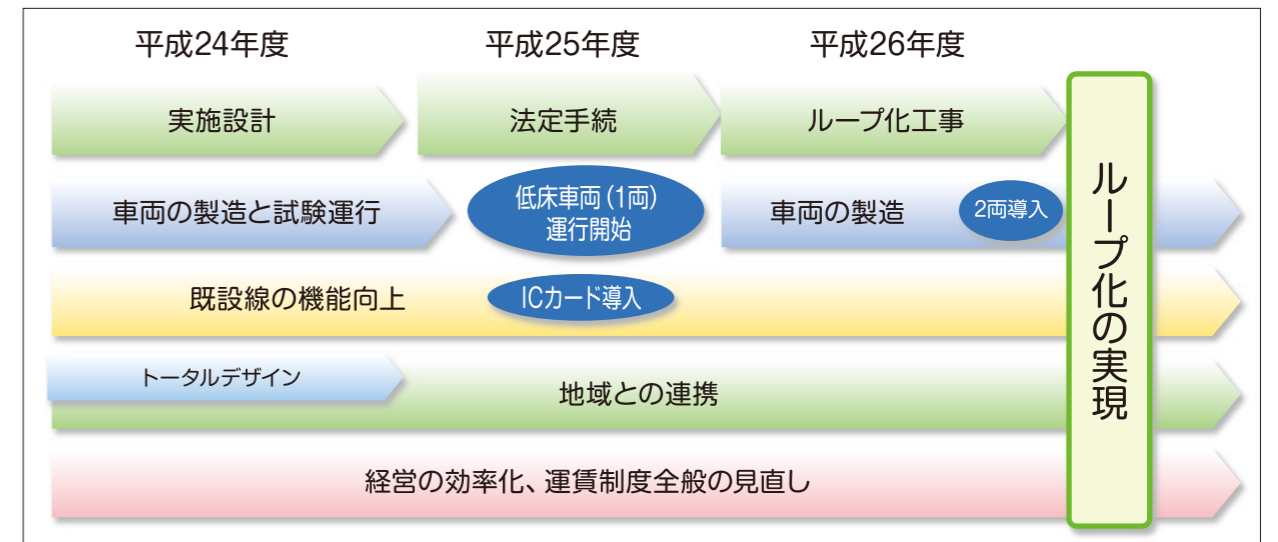 平成24年度
平成25年度
平成26年度
実施設計
法定手続
ループ化工事
車両の製造と試験運行
低床車両(1両)
運行開始
車両の製造
2両導入
既設線の機能向上
ICカード導入
トータルデザイン
地域との連携
経営の効率化、運賃制度全般の見直し
ループ化の実現